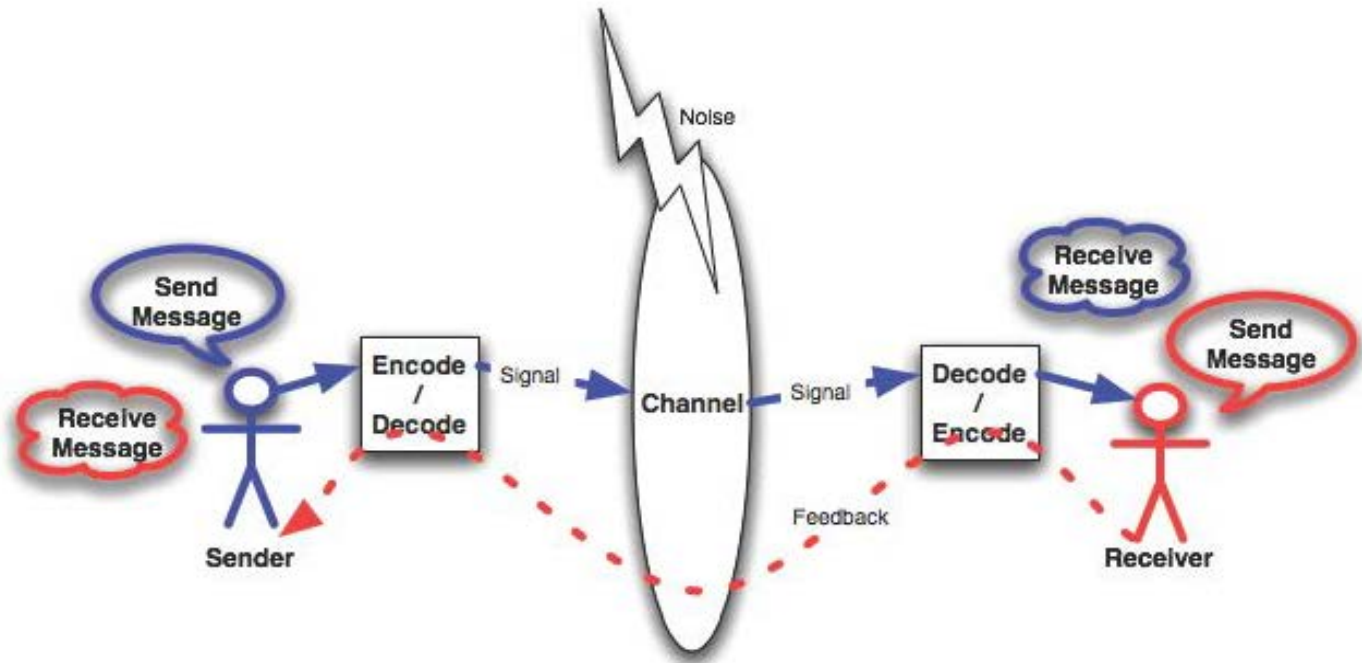 Noise
Send
Message
Receive
Message
Sender
Encode
/
Decode
Signal
Channel
Signal
Decode
/
Encode
Feedback
Receive
Message
Send
Message
Receiver